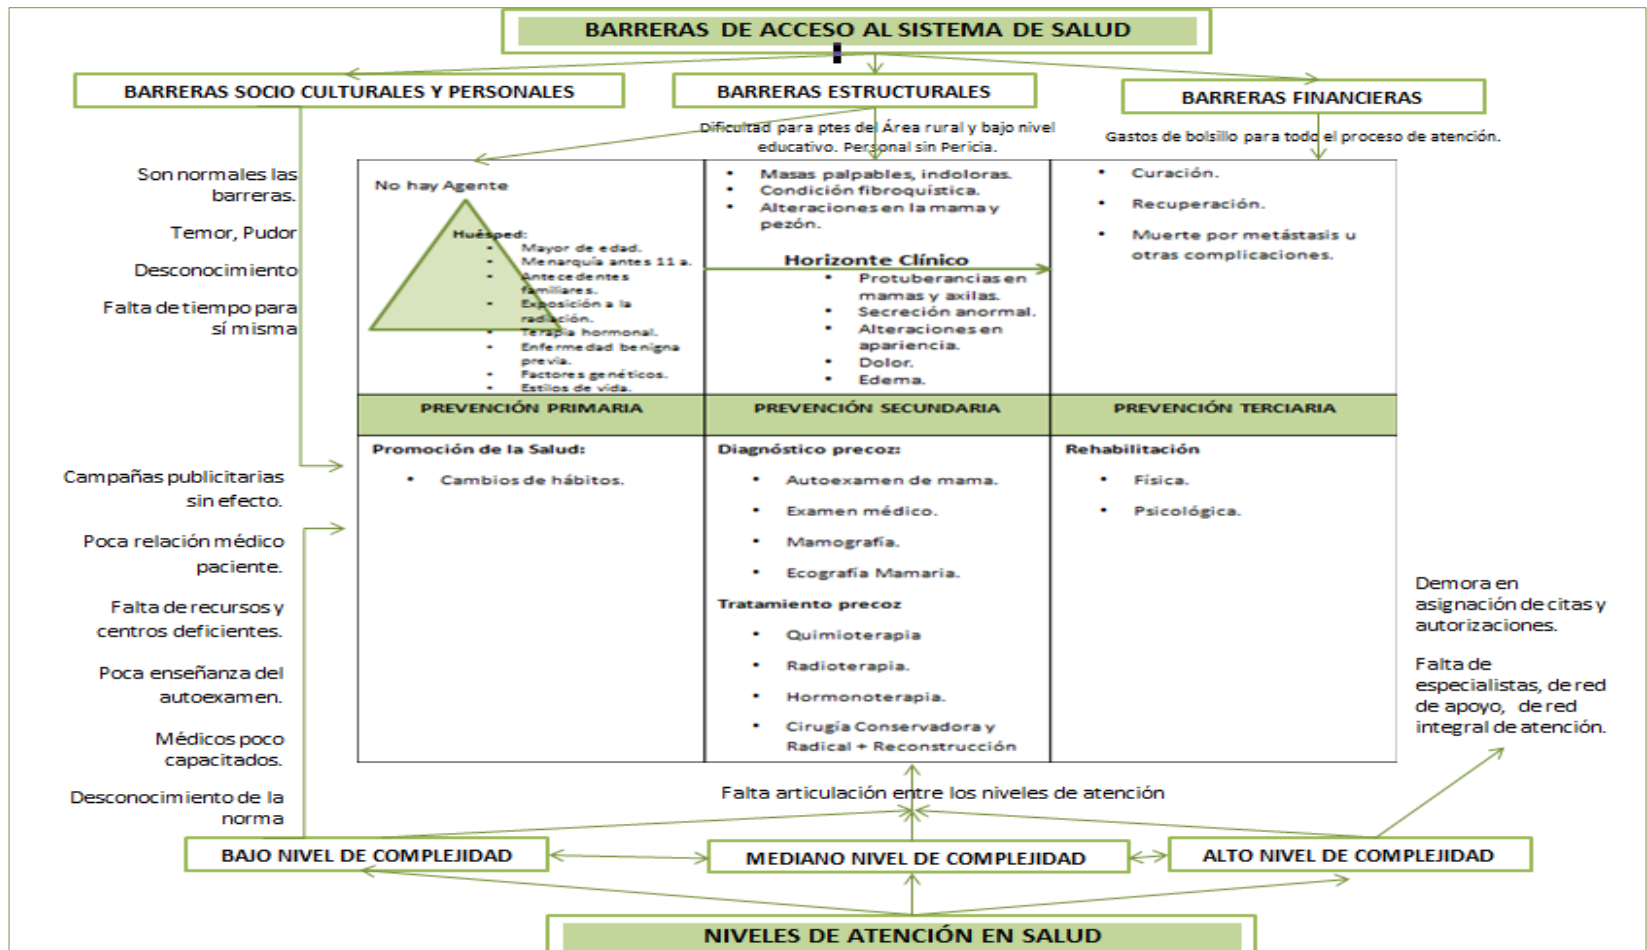 BARRERAS DE ACCESO AL SISTEMA DE SALUD
BARRERAS SOCIO CULTURALES Y PERSONALES
BARRERAS ESTRUCTURALES
BARRERAS FINANCIERAS
Dificultad para ptes del Área rural y bajo nivel
educativo. Personal sin Pericia.
Gastos de bolsillo para todo el proceso de atención.
Son normales las
barreras.
Temor, Pudor
Desconocimiento
Falta de tiempo para
sí misma
No hay Agente
Huésped:
• Mayor de edad.
• Menarquía antes 11 a.
• Antecedentes
familiares.
• Exposición a la
radiación.
• Terapia hormonal.
• Enfermedad benigna
previa.
• Factores genéticos.
• Estilos de vida.
• Masas palpables, indoloras.
• Condición fibroquística.
• Alteraciones en la mama y
pezón.
Horizonte Clínico
• Protuberancias en
mamas y axilas.
• Secreción anormal.
• Alteraciones en
apariencia.
• Dolor.
• Edema.
• Curación.
• Recuperación.
• Muerte por metástasis u
otras complicaciones.
PREVENCIÓN PRIMARIA
PREVENCIÓN SECUNDARIA
PREVENCIÓN TERCIARIA
Promoción de la Salud:
• Cambios de hábitos.
Diagnóstico precoz:
• Autoexamen de mama.
• Examen médico.
• Mamografía.
• Ecografía Mamaria.
Tratamiento precoz
• Quimioterapia
• Radioterapia.
• Hormonoterapia.
• Cirugía Conservadora y
Radical + Reconstrucción
Rehabilitación
• Física.
• Psicológica.
Campañas publicitarias
sin efecto.
Poca relación médico
paciente.
Falta de recursos y
centros deficientes.
Poca enseñanza del
autoexamen.
Médicos poco
capacitados.
Desconocimiento de la
norma
Demora en
asignación de citas y
autorizaciones.
Falta de
especialistas, de red
de apoyo, de red
integral de atención.
Falta articulación entre los niveles de atención
BAJO NIVEL DE COMPLEJIDAD
MEDIANO NIVEL DE COMPLEJIDAD
ALTO NIVEL DE COMPLEJIDAD
NIVELES DE ATENCIÓN EN SALUD